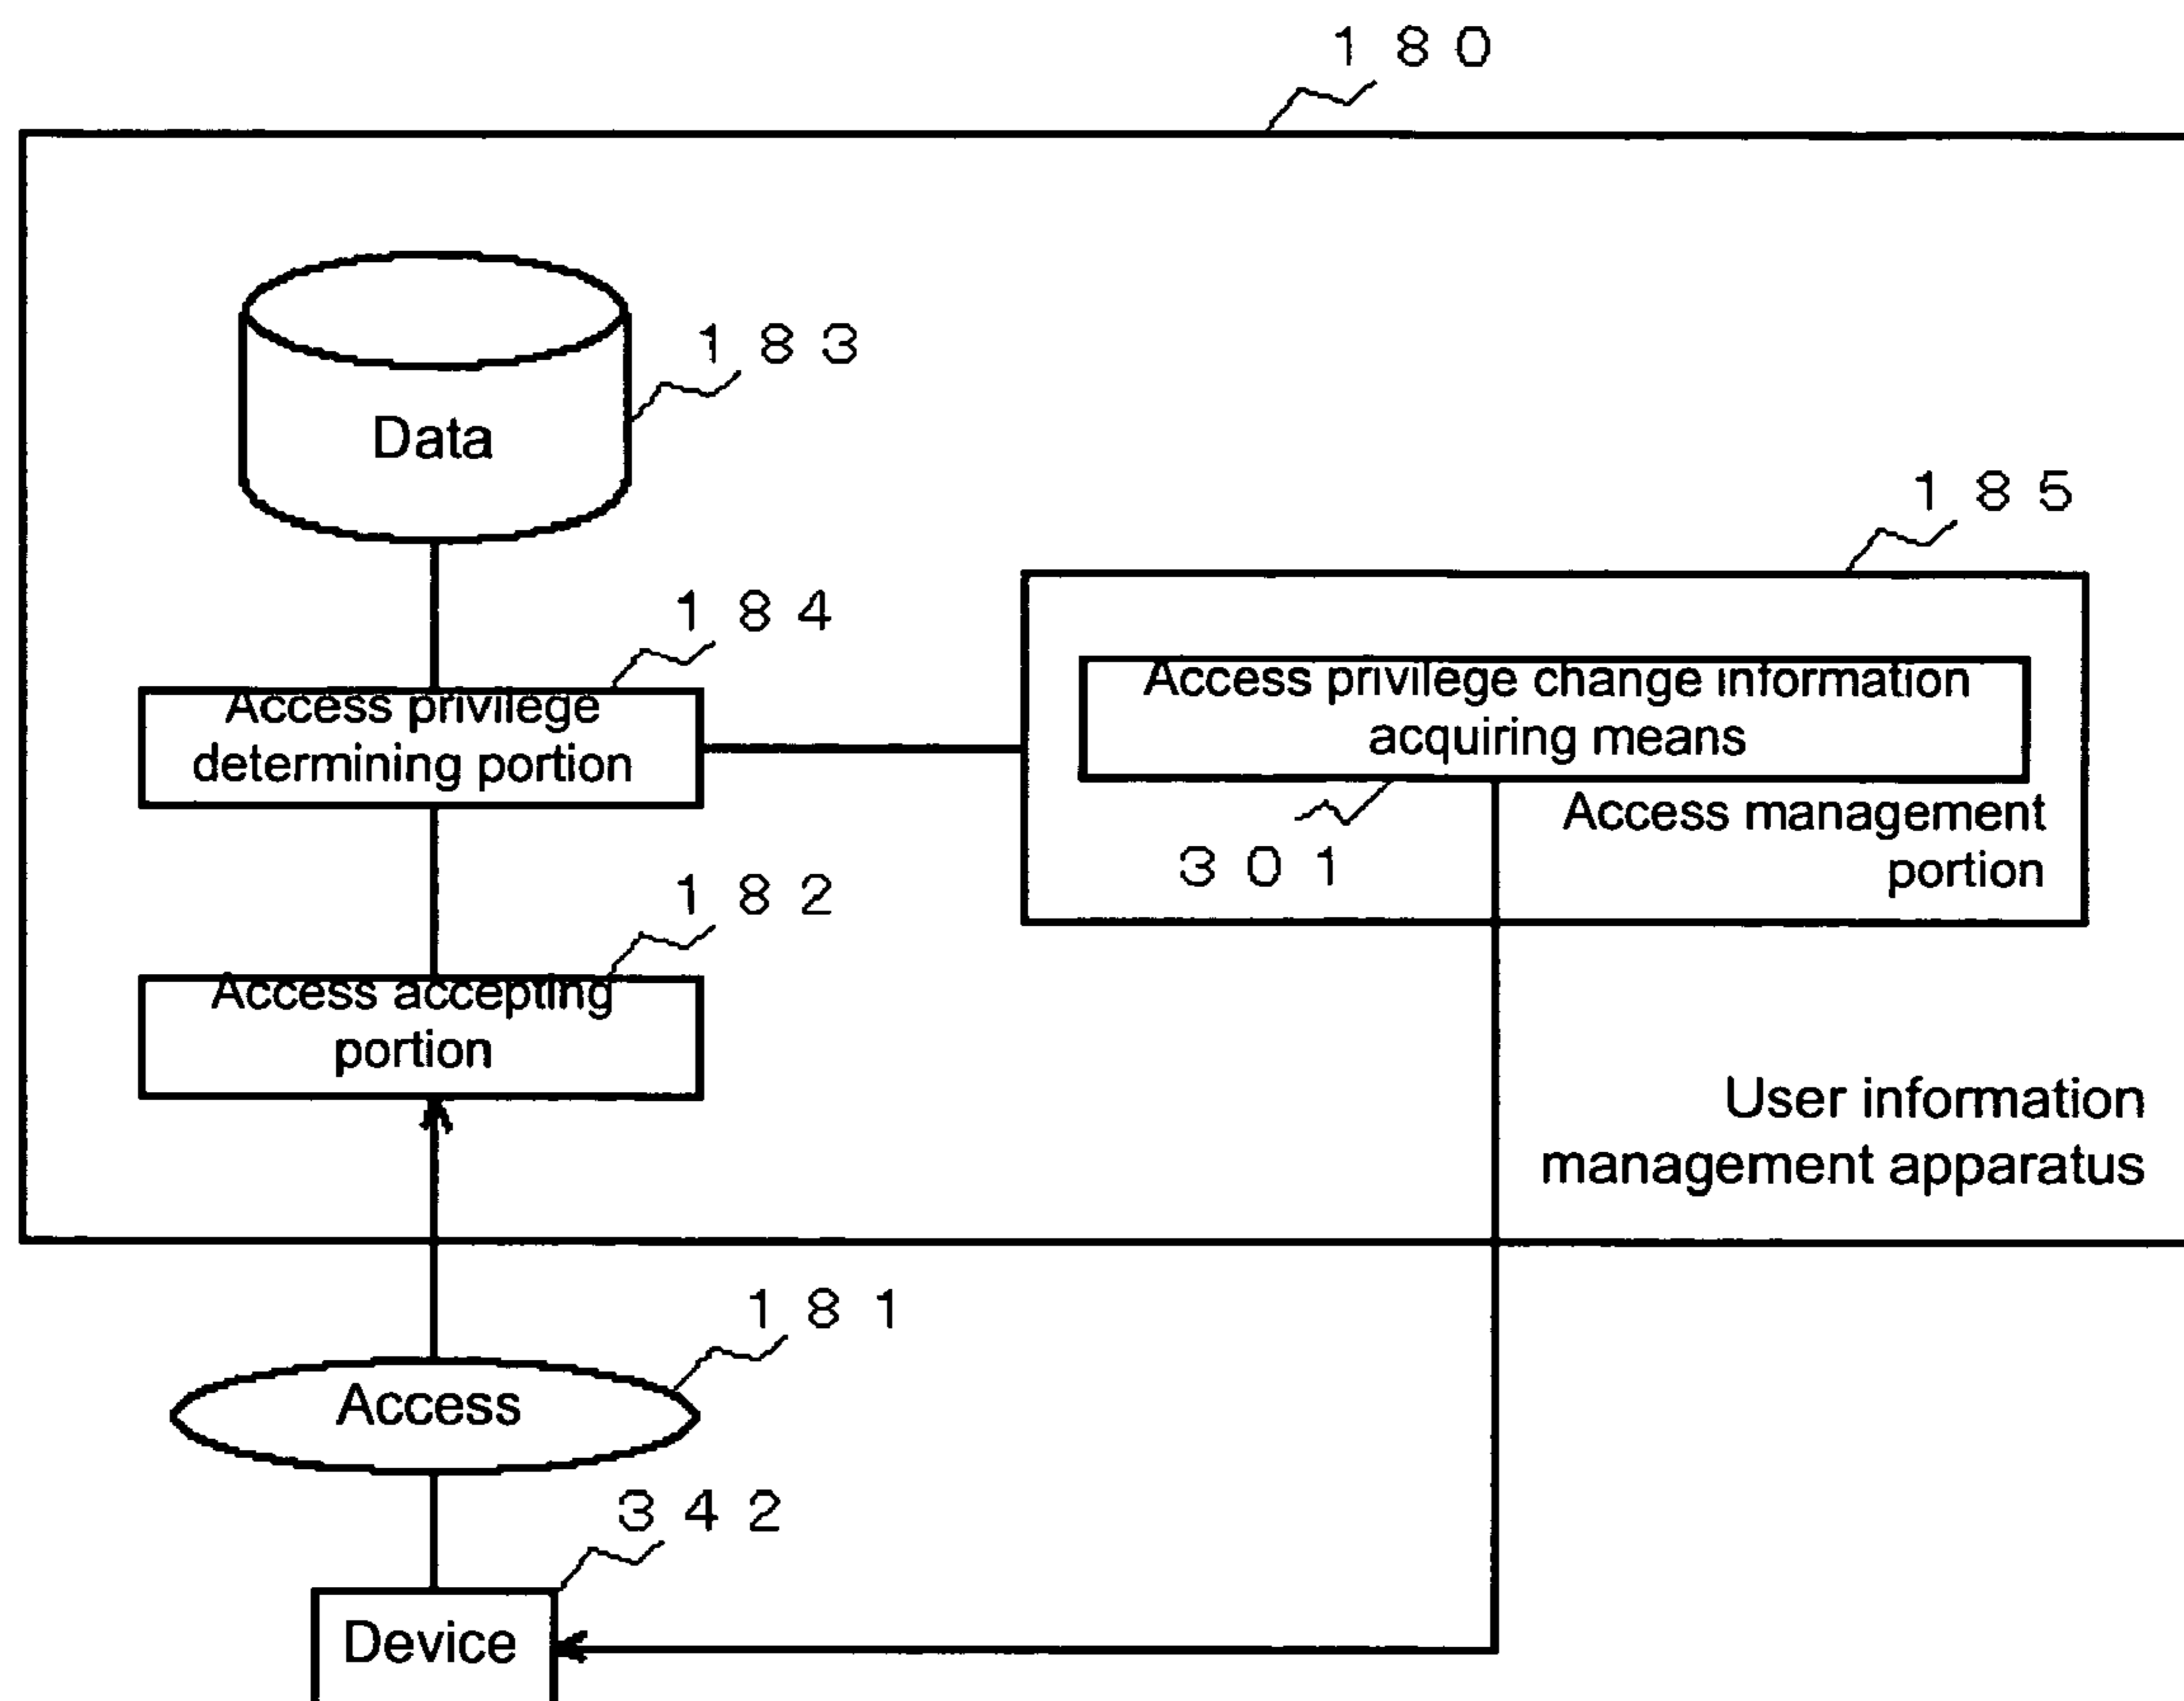 180
183
Data
185
184
Access privilege
determining portion
Access privilege change information
acquiring means
Access management
portion
301
182
Access accepting
portion
User information
management apparatus
181
Access
342
Device